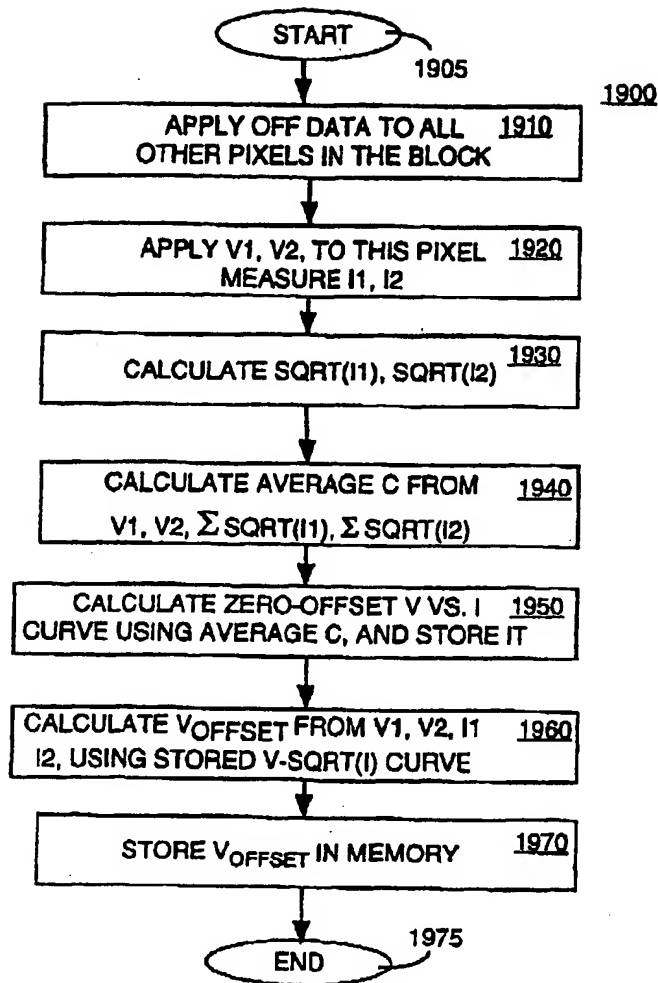 START
1905
1900
APPLY OFF DATA TO ALL 1910
OTHER PIXELS IN THE BLOCK
APPLY V1, V2, TO THIS PIXEL 1920
MEASURE I1, I2
CALCULATE SQRT(I1), SQRT(I2) 1930
CALCULATE AVERAGE C FROM 1940
V1, V2, Σ SQRT(I1), Σ SQRT(I2)
CALCULATE ZERO-OFFSET V VS. I 1950
CURVE USING AVERAGE C, AND STORE IT
CALCULATE VOFFSET FROM V1, V2, I1 1960
I2, USING STORED V-SQRT(I) CURVE
STORE VOFFSET IN MEMORY 1970
1975
END